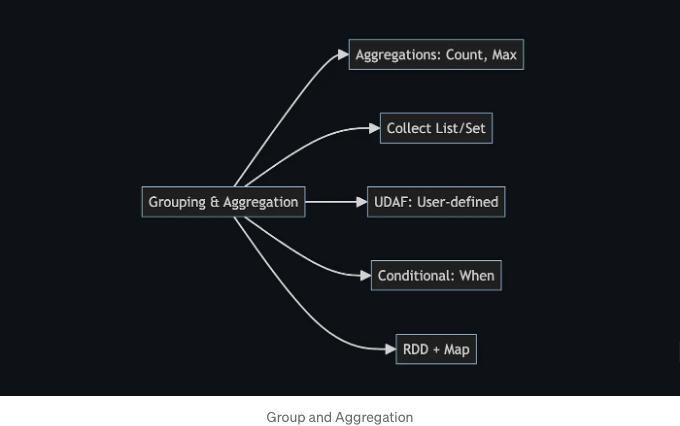 Aggregations: Count, Max
Collect List/Set
Grouping & Aggregation
UDAF: User-defined
Conditional: When
RDD + Map
Group and Aggregation